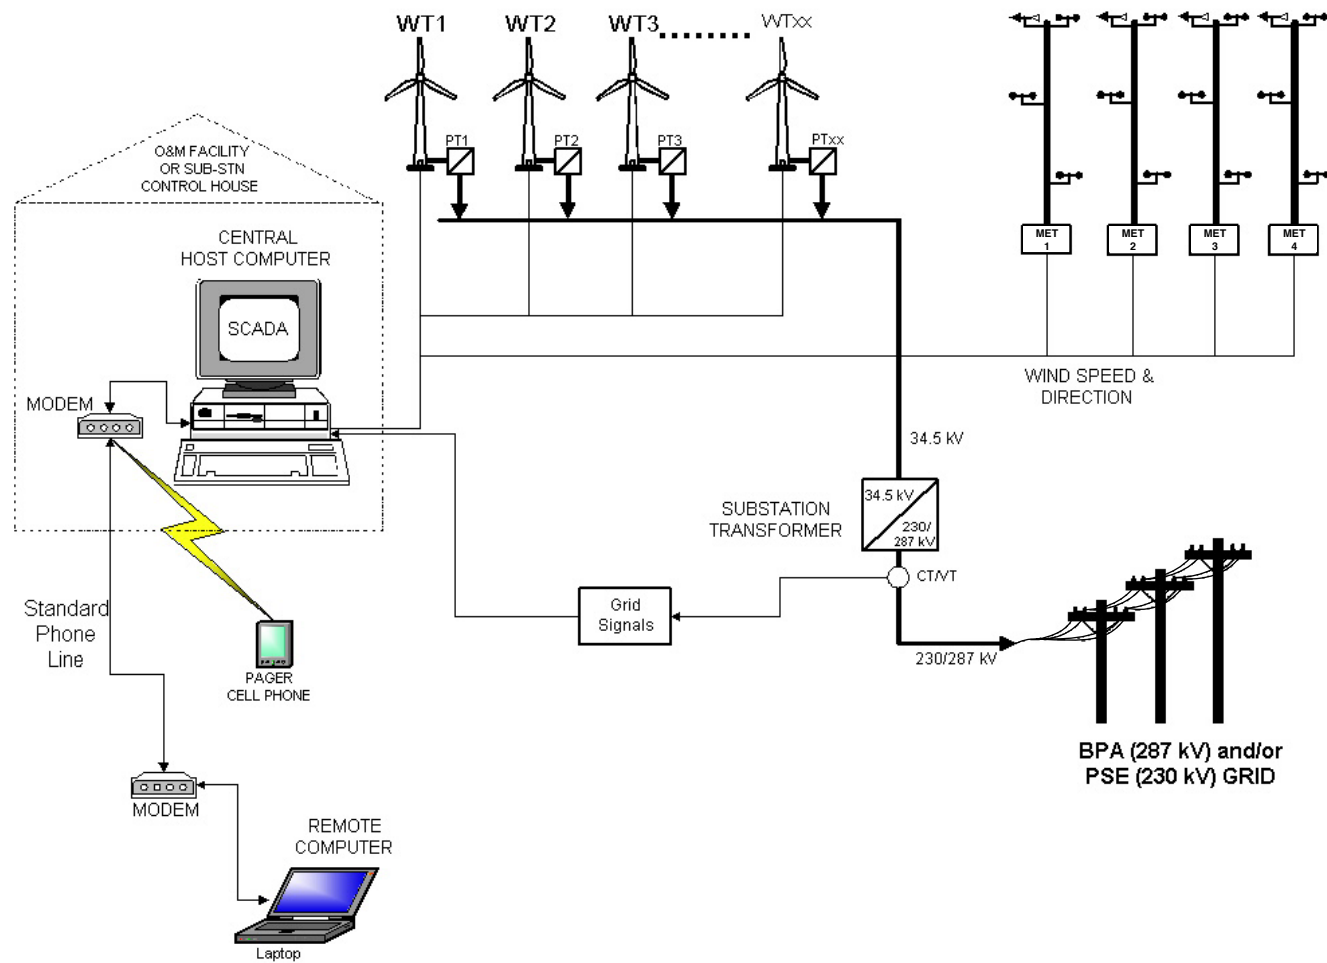 WT1
WT2
WT3
WTxx
PT1
PT2
PT3
PTxx
O&M FACILITY
OR SUB-STN
CONTROL HOUSE
CENTRAL
HOST COMPUTER
SCADA
MODEM
MET
1
MET
2
MET
3
MET
4
WIND SPEED &
DIRECTION
34.5 kV
SUBSTATION
TRANSFORMER
34.5 kV
230/
287 kV
CT/VT
Grid
Signals
230/287 kV
Standard
Phone
Line
PAGER
CELL PHONE
BPA (287 kV) and/or
PSE (230 kV) GRID
MODEM
REMOTE
COMPUTER
Laptop